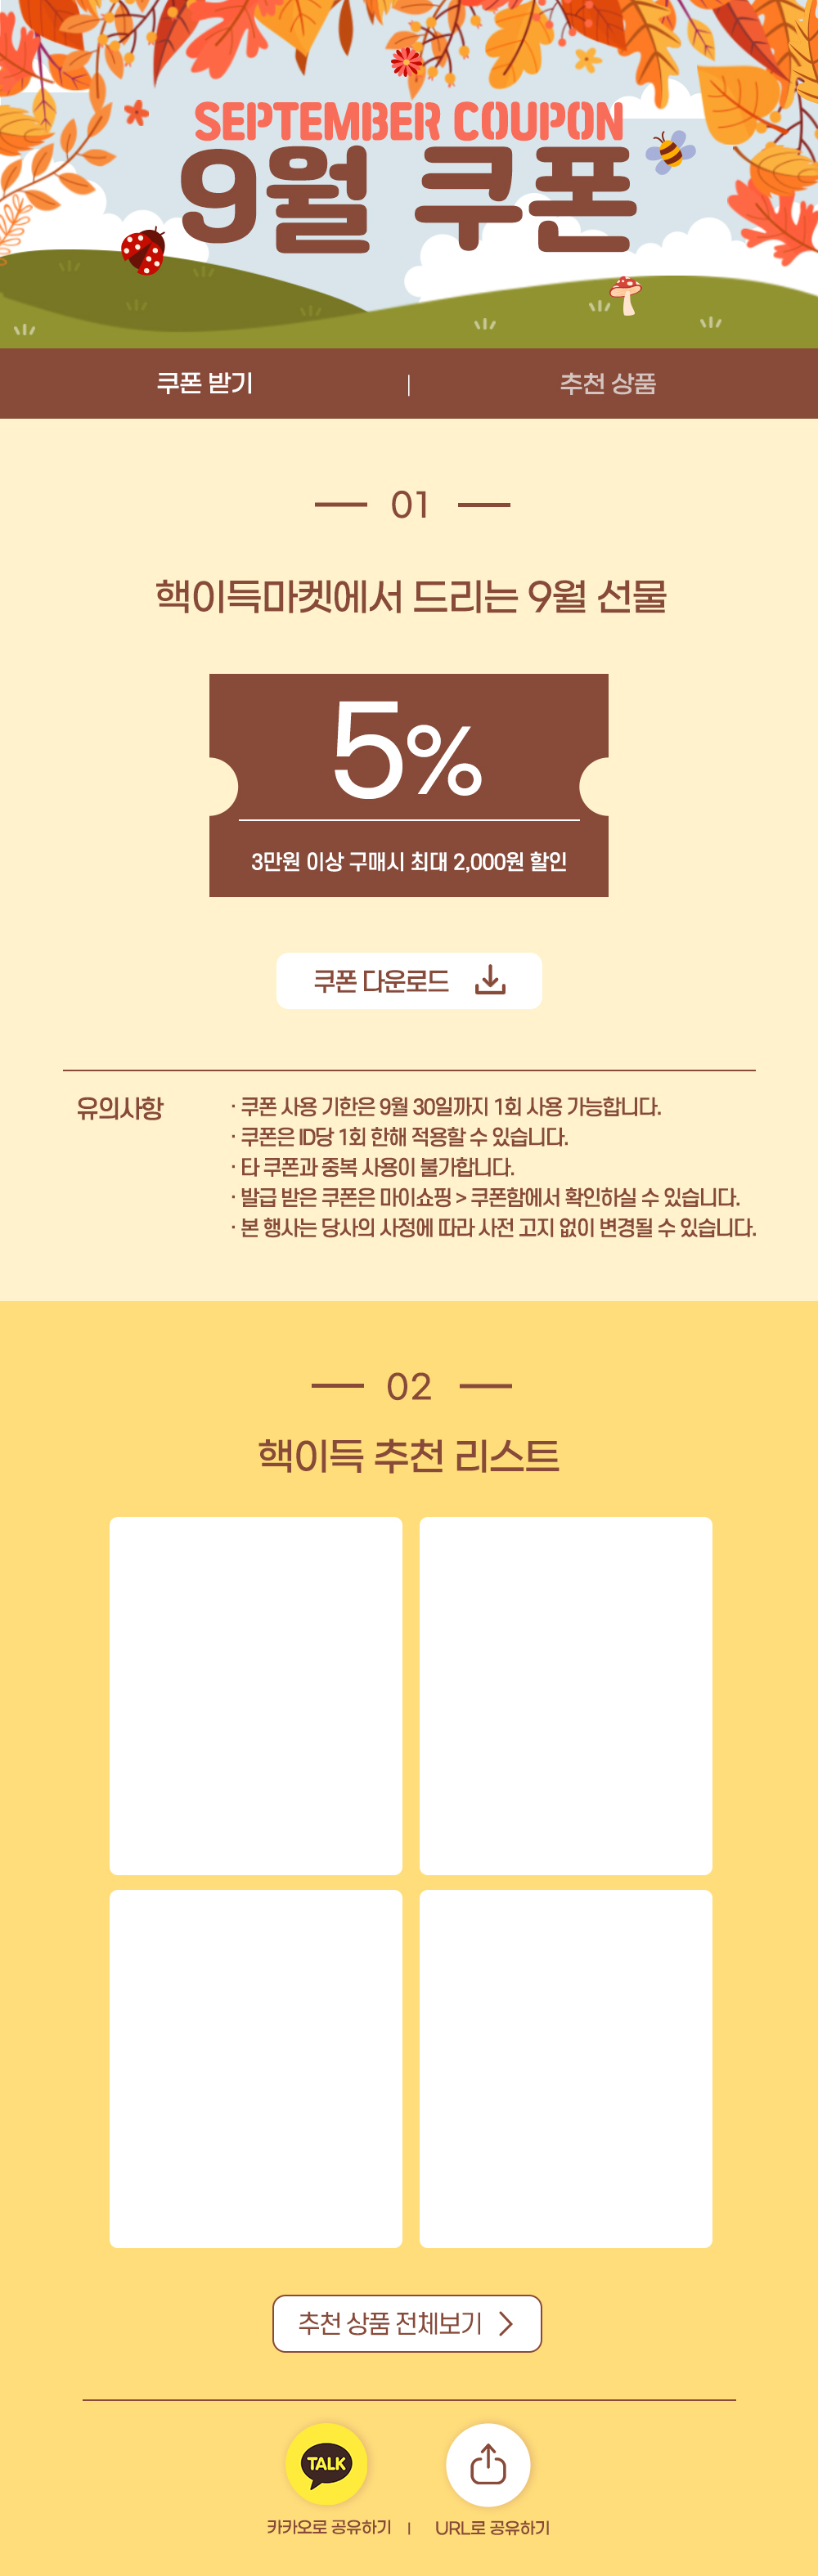 SEPTEMBER COUPON
9월 쿠폰
쿠폰 받기 | 추천 상품
01
핵이득마켓에서 드리는 9월 선물
5%
3만원 이상 구매시 최대 2,000원 할인
쿠폰 다운로드
유의사항
· 쿠폰 사용 기한은 9월 30일까지 1회 사용 가능합니다.
· 쿠폰은 ID당 1회 한해 적용할 수 있습니다.
· 타 쿠폰과 중복 사용이 불가합니다.
· 발급 받은 쿠폰은 마이쇼핑 > 쿠폰함에서 확인하실 수 있습니다.
· 본 행사는 당사의 사정에 따라 사전 고지 없이 변경될 수 있습니다.
02
핵이득 추천 리스트
추천 상품 전체보기
TALK
카카오로 공유하기 | URL로 공유하기